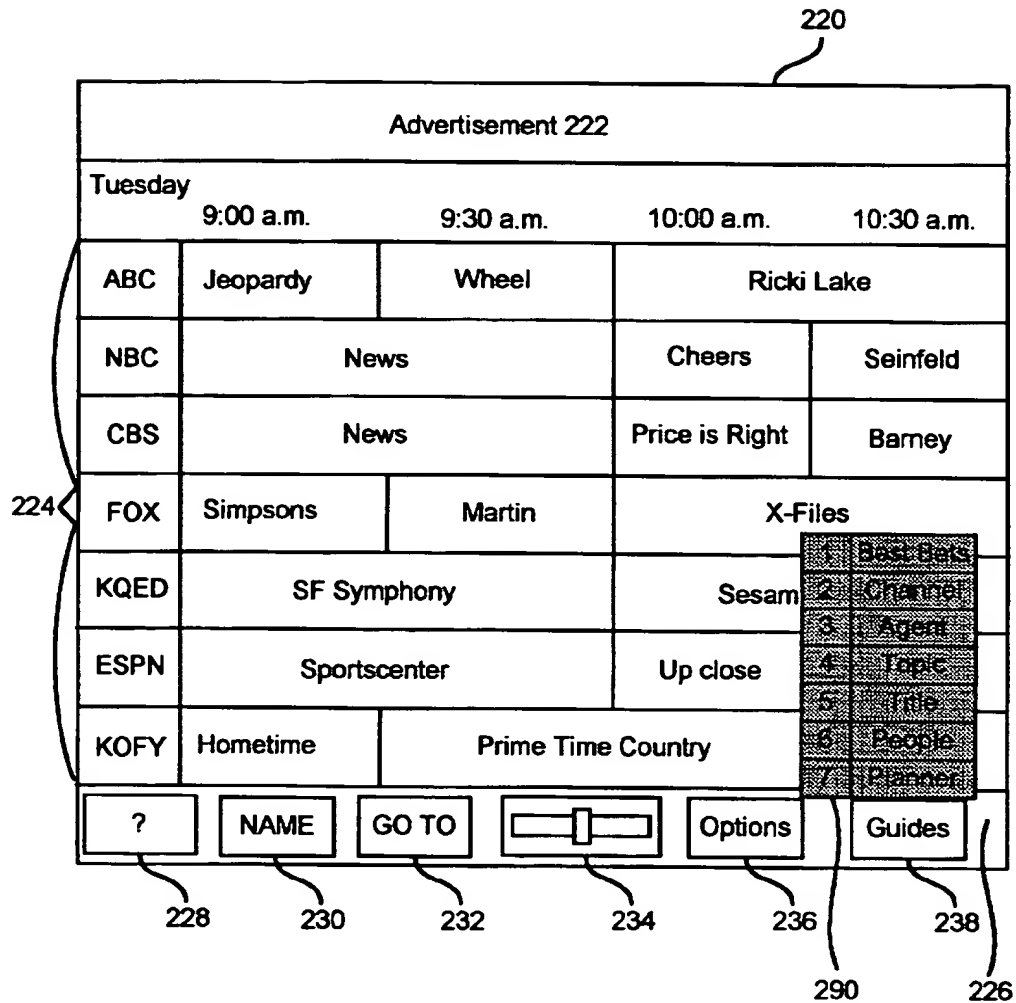 220
Advertisement 222
Tuesday
9:00 a.m. 9:30 a.m. 10:00 a.m. 10:30 a.m.
ABC Jeopardy Wheel Ricki Lake
NBC News Cheers Seinfeld
CBS News Price is Right Barney
224 FOX Simpsons Martin X-Files
1 Best Bets
KQED SF Symphony Sesam 2 Channel
3 Agent
ESPN Sportscenter Up close 4 Topic
5 Title
KOFY Hometime Prime Time Country 6 People
7 Planner
? NAME GO TO Options Guides
228 230 232 234 236 238
290 226